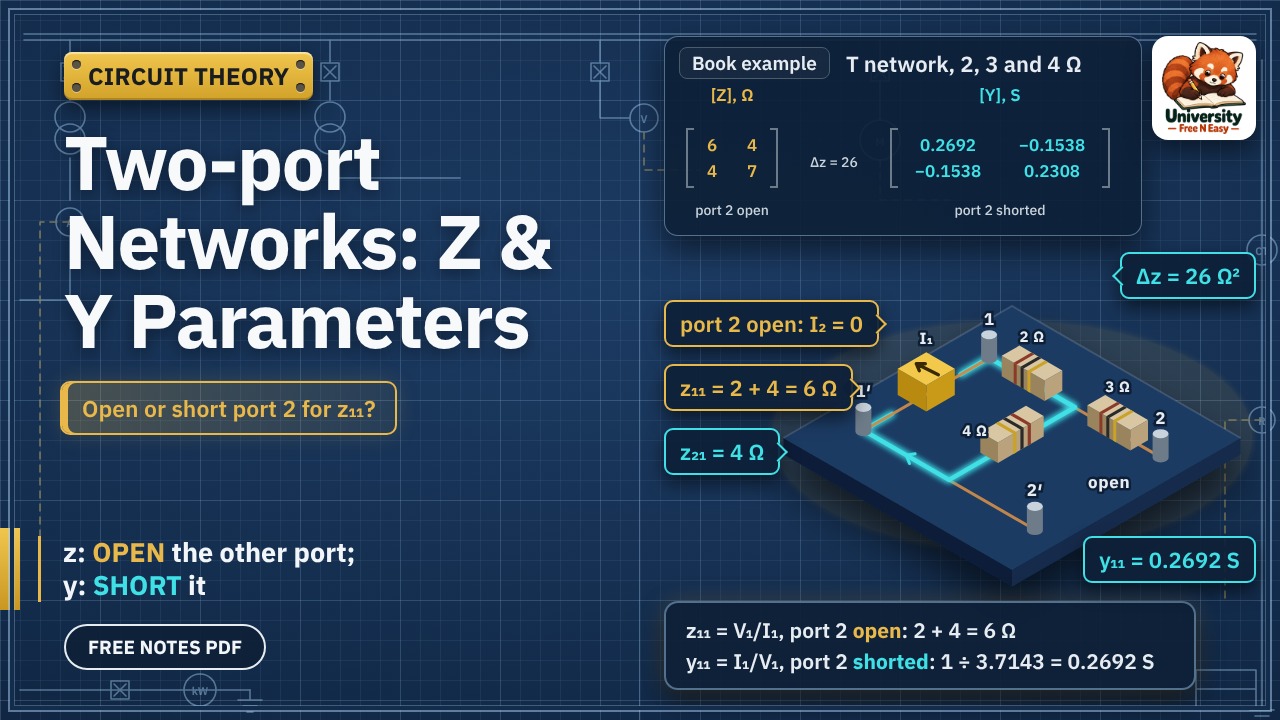 CIRCUIT THEORY
Two-port
Networks: Z &
Y Parameters
Open or short port 2 for z₁₁?
z: OPEN the other port;
y: SHORT it
FREE NOTES PDF
kW
Book example
T network, 2, 3 and 4 Ω
[Z], Ω
[Y], S
6 4
4 7
Δz = 26
0.2692 −0.1538
−0.1538 0.2308
port 2 open
port 2 shorted
University
Free N Easy
V
Δz = 26 Ω²
port 2 open: I₂ = 0
z₁₁ = 2 + 4 = 6 Ω
z₂₁ = 4 Ω
I₁
1
2 Ω
1′
3 Ω
4 Ω
2
2′
open
y₁₁ = 0.2692 S
z₁₁ = V₁/I₁, port 2 open: 2 + 4 = 6 Ω
y₁₁ = I₁/V₁, port 2 shorted: 1 ÷ 3.7143 = 0.2692 S